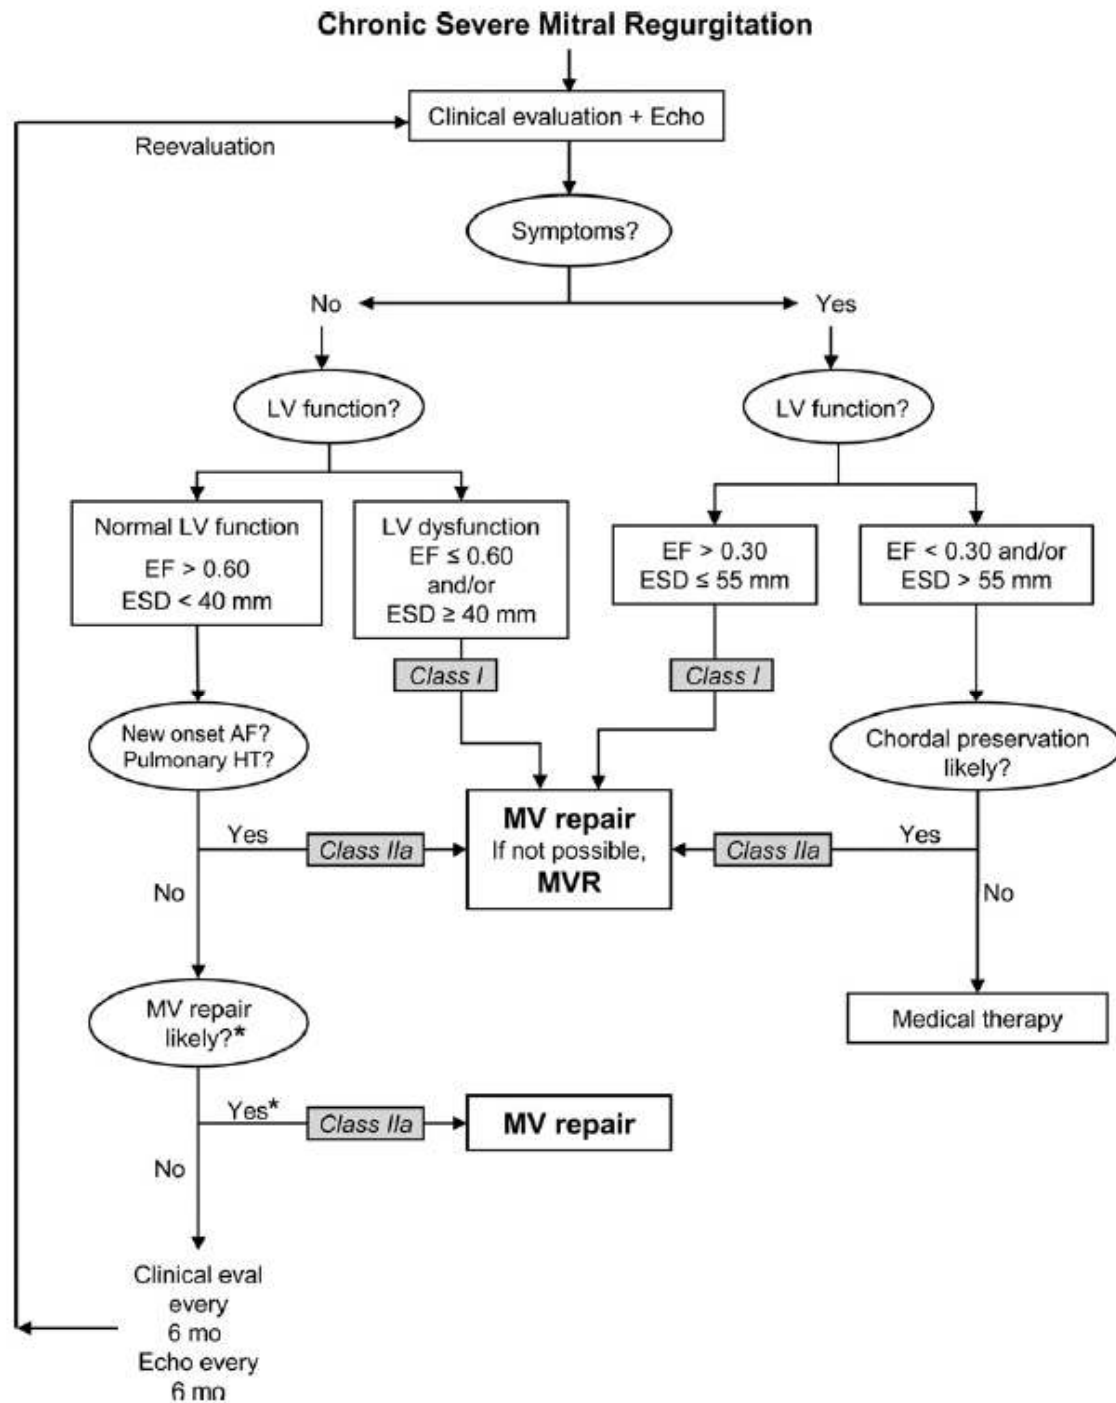 Chronic Severe Mitral Regurgitation
Clinical evaluation + Echo
Reevaluation
Symptoms?
No
Yes
LV function?
LV function?
Normal LV function
EF > 0.60
ESD < 40 mm
LV dysfunction
EF ≤ 0.60
and/or
ESD ≥ 40 mm
EF > 0.30
ESD ≤ 55 mm
EF < 0.30 and/or
ESD > 55 mm
Class I
Class I
New onset AF?
Pulmonary HT?
Chordal preservation
likely?
MV repair
If not possible,
MVR
Yes
Class IIa
Class IIa
Yes
No
No
MV repair
likely?*
Medical therapy
Yes*
Class IIa
MV repair
No
Clinical eval
every
6 mo
Echo every
6 mo